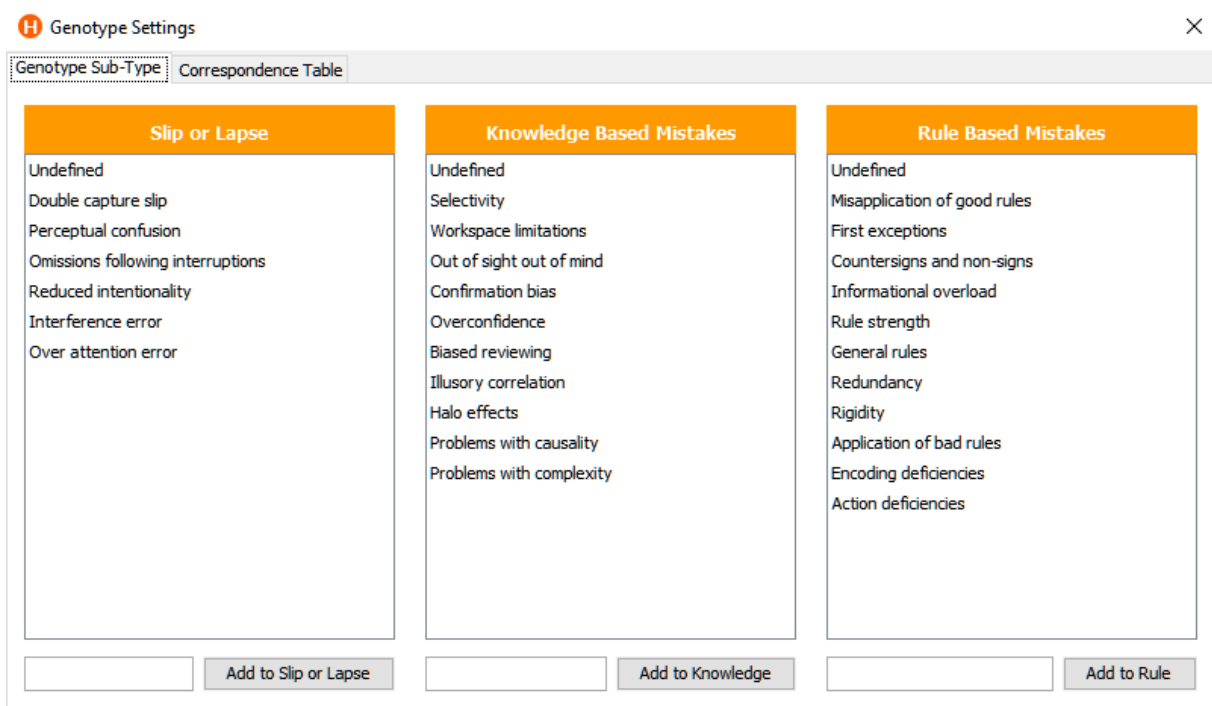 H Genotype Settings
Genotype Sub-Type Correspondence Table
Slip or Lapse
Undefined
Double capture slip
Perceptual confusion
Omissions following interruptions
Reduced intentionality
Interference error
Over attention error
Add to Slip or Lapse
Knowledge Based Mistakes
Undefined
Selectivity
Workspace limitations
Out of sight out of mind
Confirmation bias
Overconfidence
Biased reviewing
Illusory correlation
Halo effects
Problems with causality
Problems with complexity
Add to Knowledge
Rule Based Mistakes
Undefined
Misapplication of good rules
First exceptions
Countersigns and non-signs
Informational overload
Rule strength
General rules
Redundancy
Rigidity
Application of bad rules
Encoding deficiencies
Action deficiencies
Add to Rule